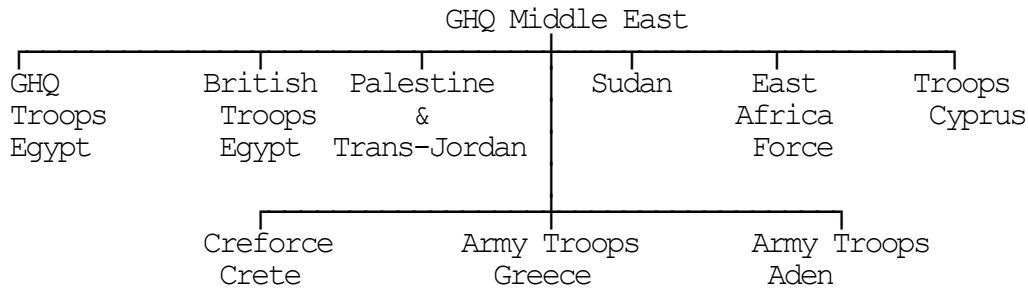 GHQ Middle East
GHQ British Palestine Sudan East Troops
Troops Troops & Africa Cyprus
Egypt Egypt Trans-Jordan Force
Creforce Army Troops Army Troops
Crete Greece Aden